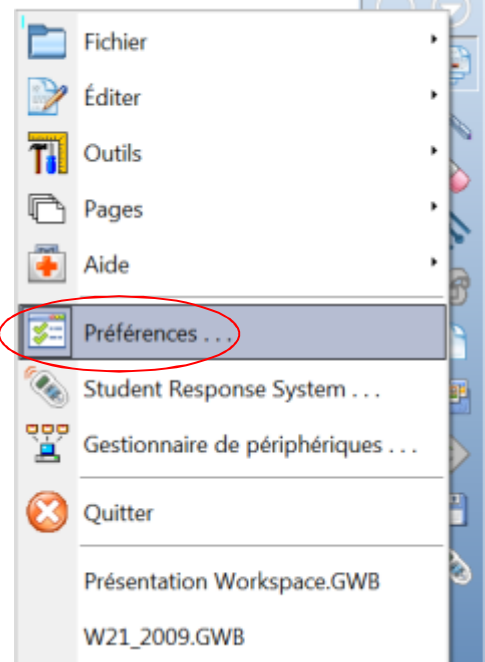 Fichier
Éditer
Outils
Pages
Aide
Préférences . . .
Student Response System . . .
Gestionnaire de périphériques . . .
Quitter
Présentation Workspace.GWB
W21_2009.GWB